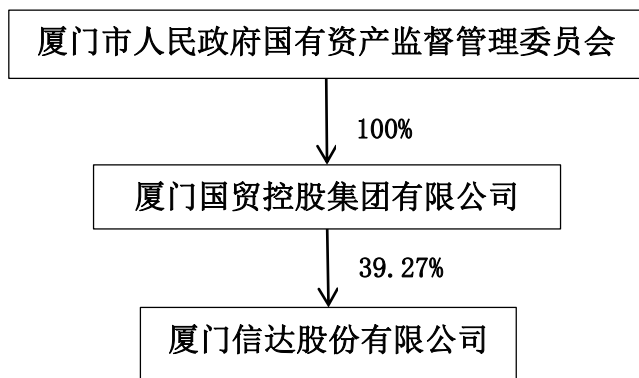 厦门市人民政府国有资产监督管理委员会
100%
厦门国贸控股集团有限公司
39.27%
厦门信达股份有限公司